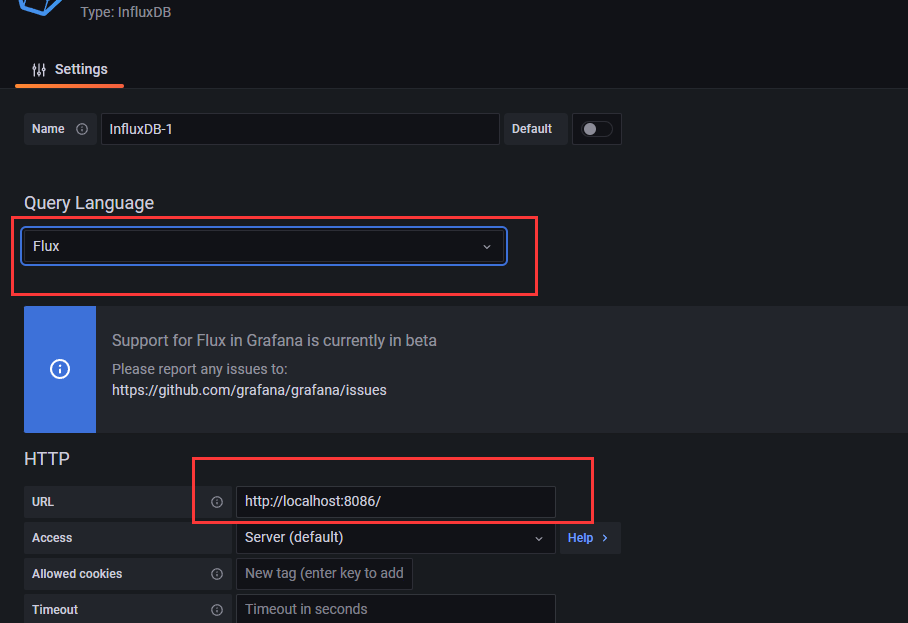 Type: InfluxDB
Settings
Name InfluxDB-1 Default
Query Language
Flux
Support for Flux in Grafana is currently in beta
Please report any issues to:
https://github.com/grafana/grafana/issues
HTTP
URL http://localhost:8086/
Access Server (default) Help
Allowed cookies New tag (enter key to add
Timeout Timeout in seconds